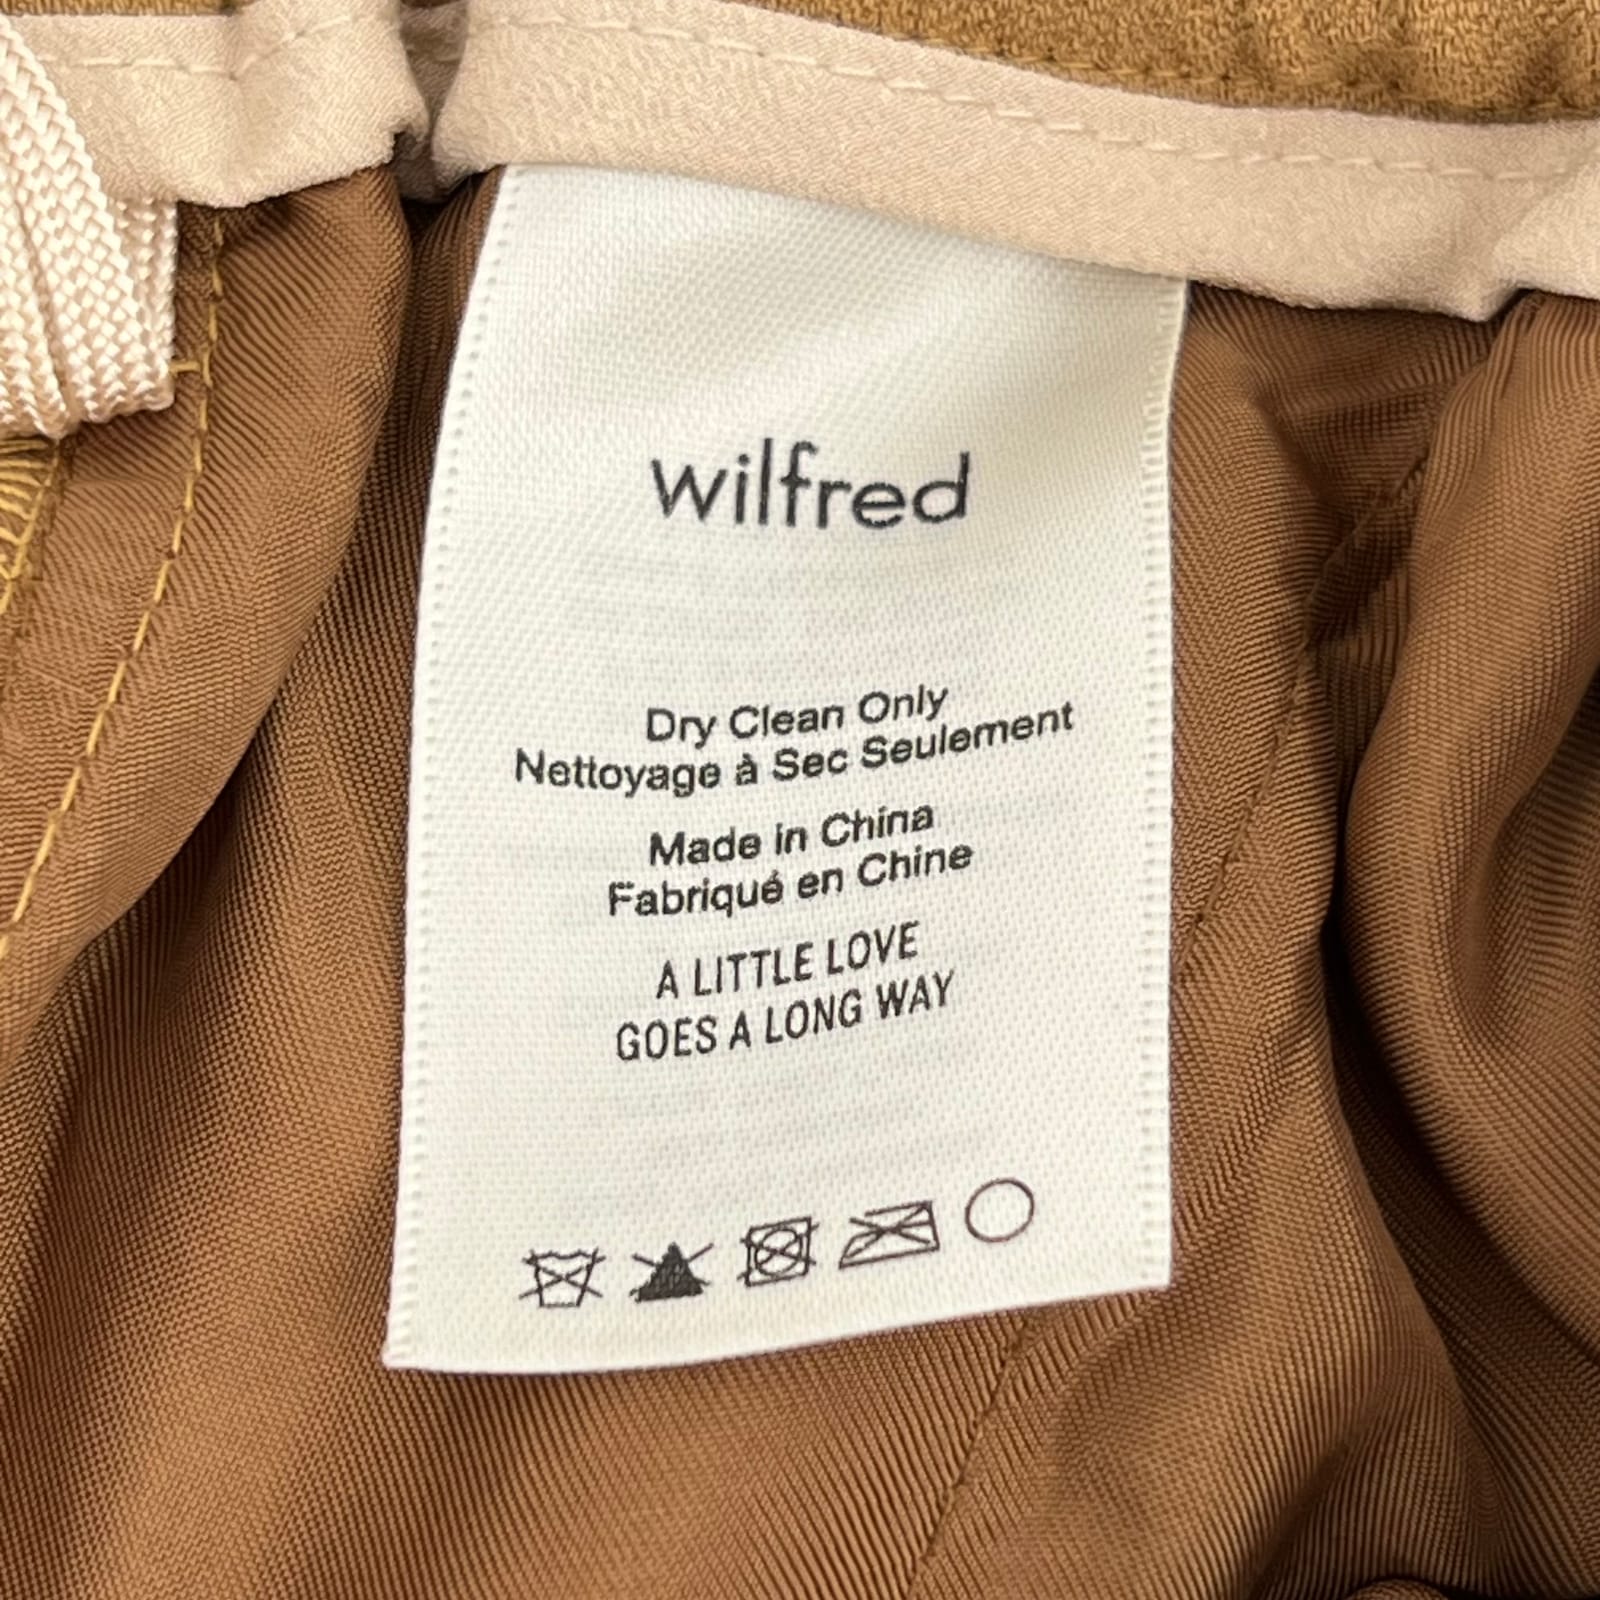 wilfred
Dry Clean Only
Nettoyage à Sec Seulement
Made in China
Fabriqué en Chine
A LITTLE LOVE
GOES A LONG WAY